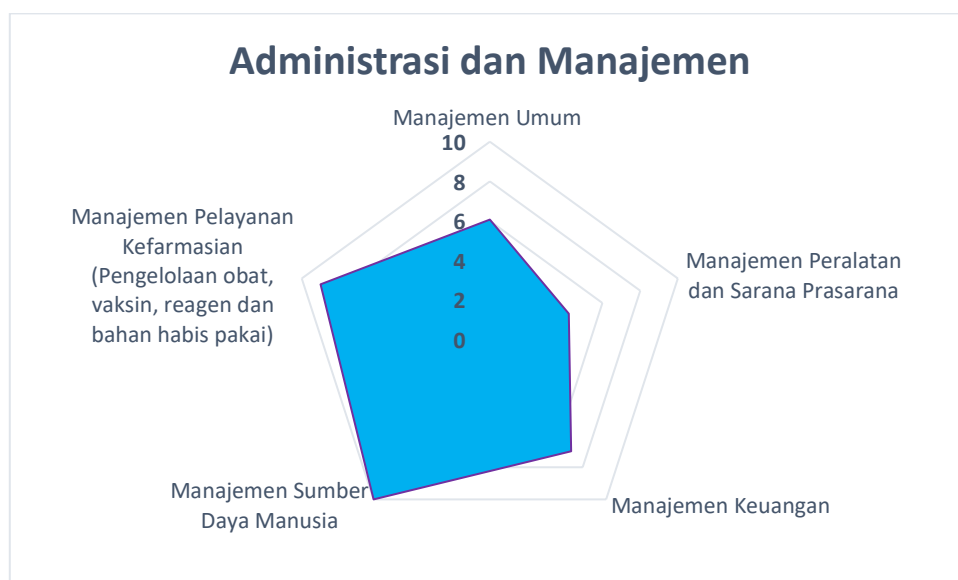 Administrasi dan Manajemen
Manajemen Umum
10
8
6
4
2
0
Manajemen Peralatan
dan Sarana Prasarana
Manajemen Keuangan
Manajemen Sumber
Daya Manusia
Manajemen Pelayanan
Kefarmasian
(Pengelolaan obat,
vaksin, reagen dan
bahan habis pakai)